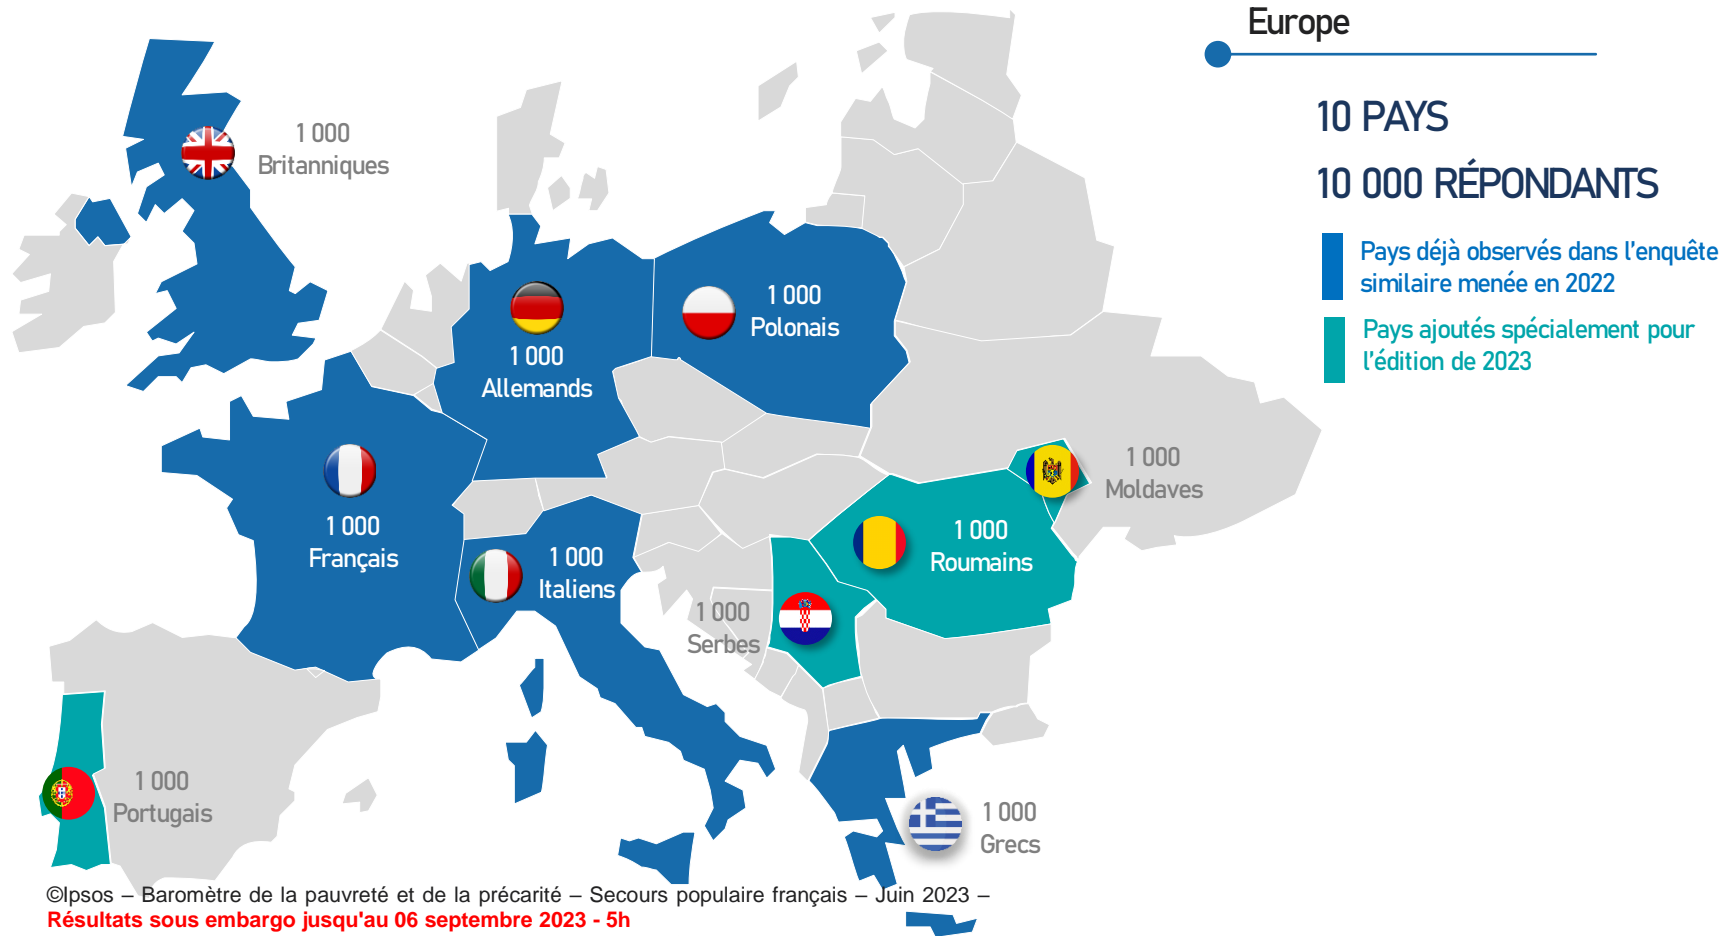 Europe
10 PAYS
10 000 RÉPONDANTS
Pays déjà observés dans l'enquête
similaire menée en 2022
Pays ajoutés spécialement pour
l'édition de 2023
1 000
Britanniques
1 000
Polonais
1 000
Allemands
1 000
Français
1 000
Italiens
1 000
Moldaves
1 000
Roumains
1 000
Serbes
1 000
Portugais
1 000
Grecs
©Ipsos – Baromètre de la pauvreté et de la précarité – Secours populaire français – Juin 2023 –
Résultats sous embargo jusqu'au 06 septembre 2023 - 5h